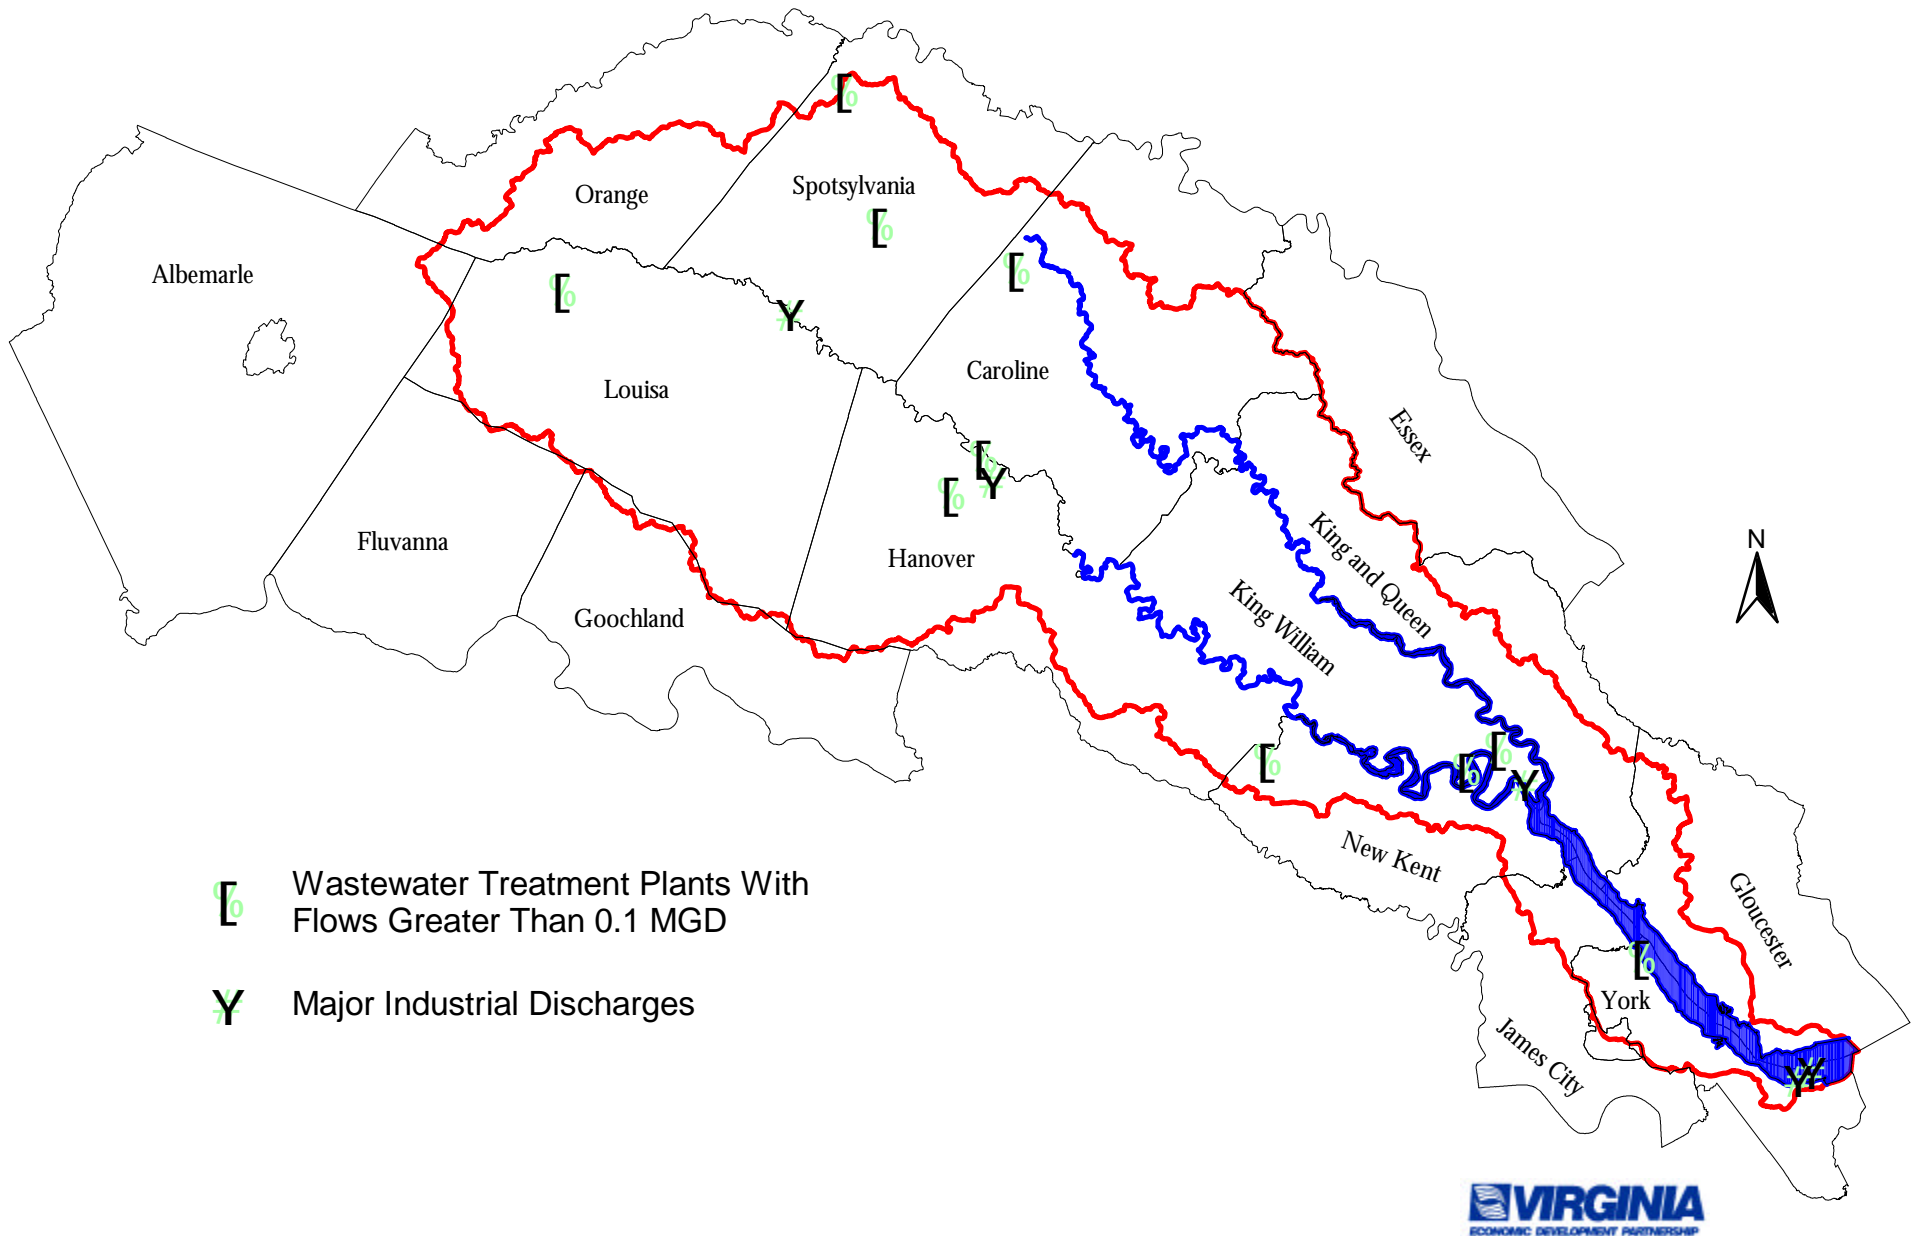 Orange
Spotsylvania
Albemarle
Louisa
Caroline
Essex
Fluvanna
Hanover
King and Queen
N
Goochland
King William
New Kent
Gloucester
York
James City
Wastewater Treatment Plants With
Flows Greater Than 0.1 MGD
Major Industrial Discharges
VIRGINIA
ECONOMIC DEVELOPMENT PARTNERSHIP